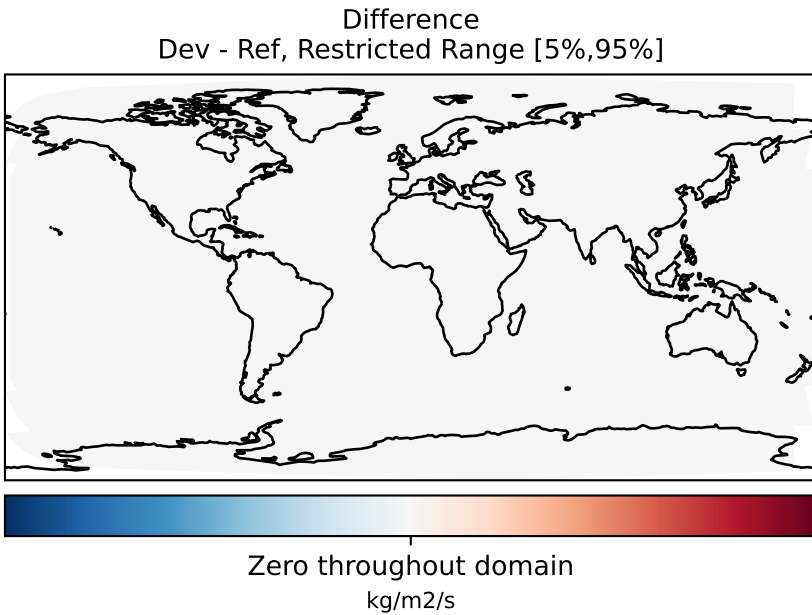 Difference
Dev - Ref, Restricted Range [5%,95%]
Zero throughout domain
kg/m2/s